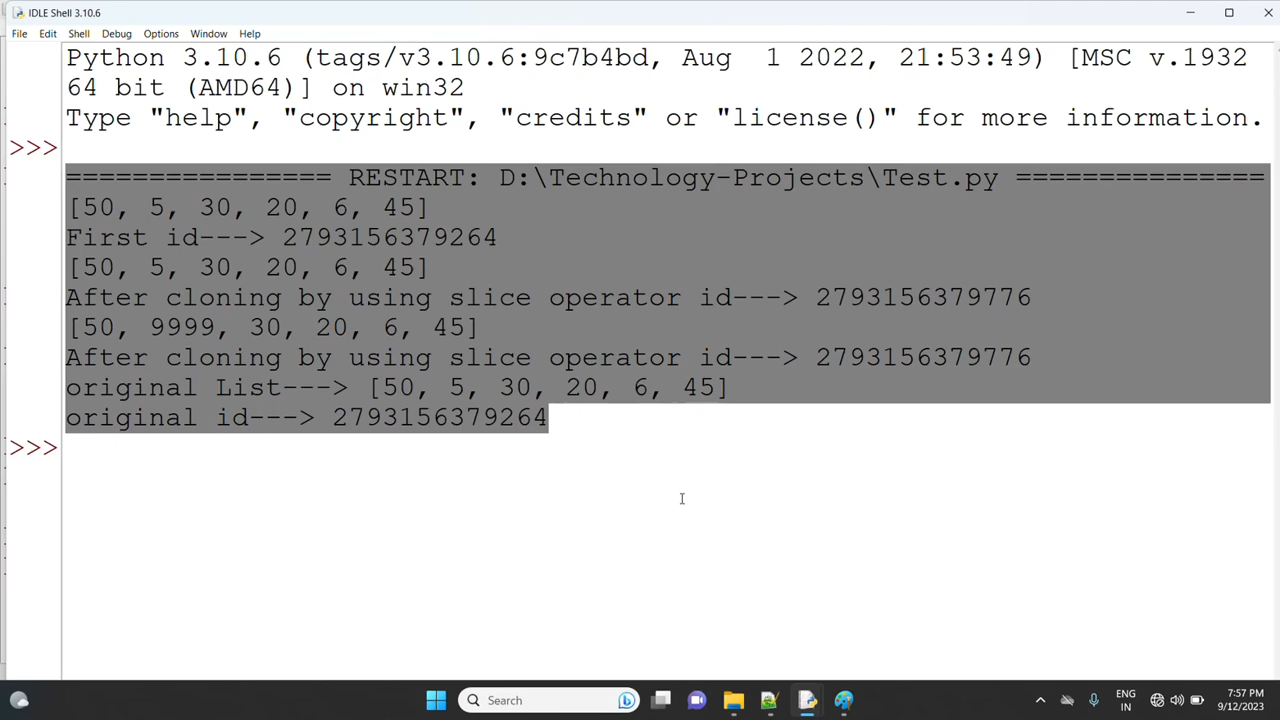 IDLE Shell 3.10.6
File Edit Shell Debug Options Window Help
Python 3.10.6 (tags/v3.10.6:9c7b4bd, Aug  1 2022, 21:53:49) [MSC v.1932
64 bit (AMD64)] on win32
Type "help", "copyright", "credits" or "license()" for more information.
>>>
================ RESTART: D:\Technology-Projects\Test.py ===============
[50, 5, 30, 20, 6, 45]
First id---> 2793156379264
[50, 5, 30, 20, 6, 45]
After cloning by using slice operator id---> 2793156379776
[50, 9999, 30, 20, 6, 45]
After cloning by using slice operator id---> 2793156379776
original List---> [50, 5, 30, 20, 6, 45]
original id---> 2793156379264
>>>
Search
ENG
IN
7:57 PM
9/12/2023